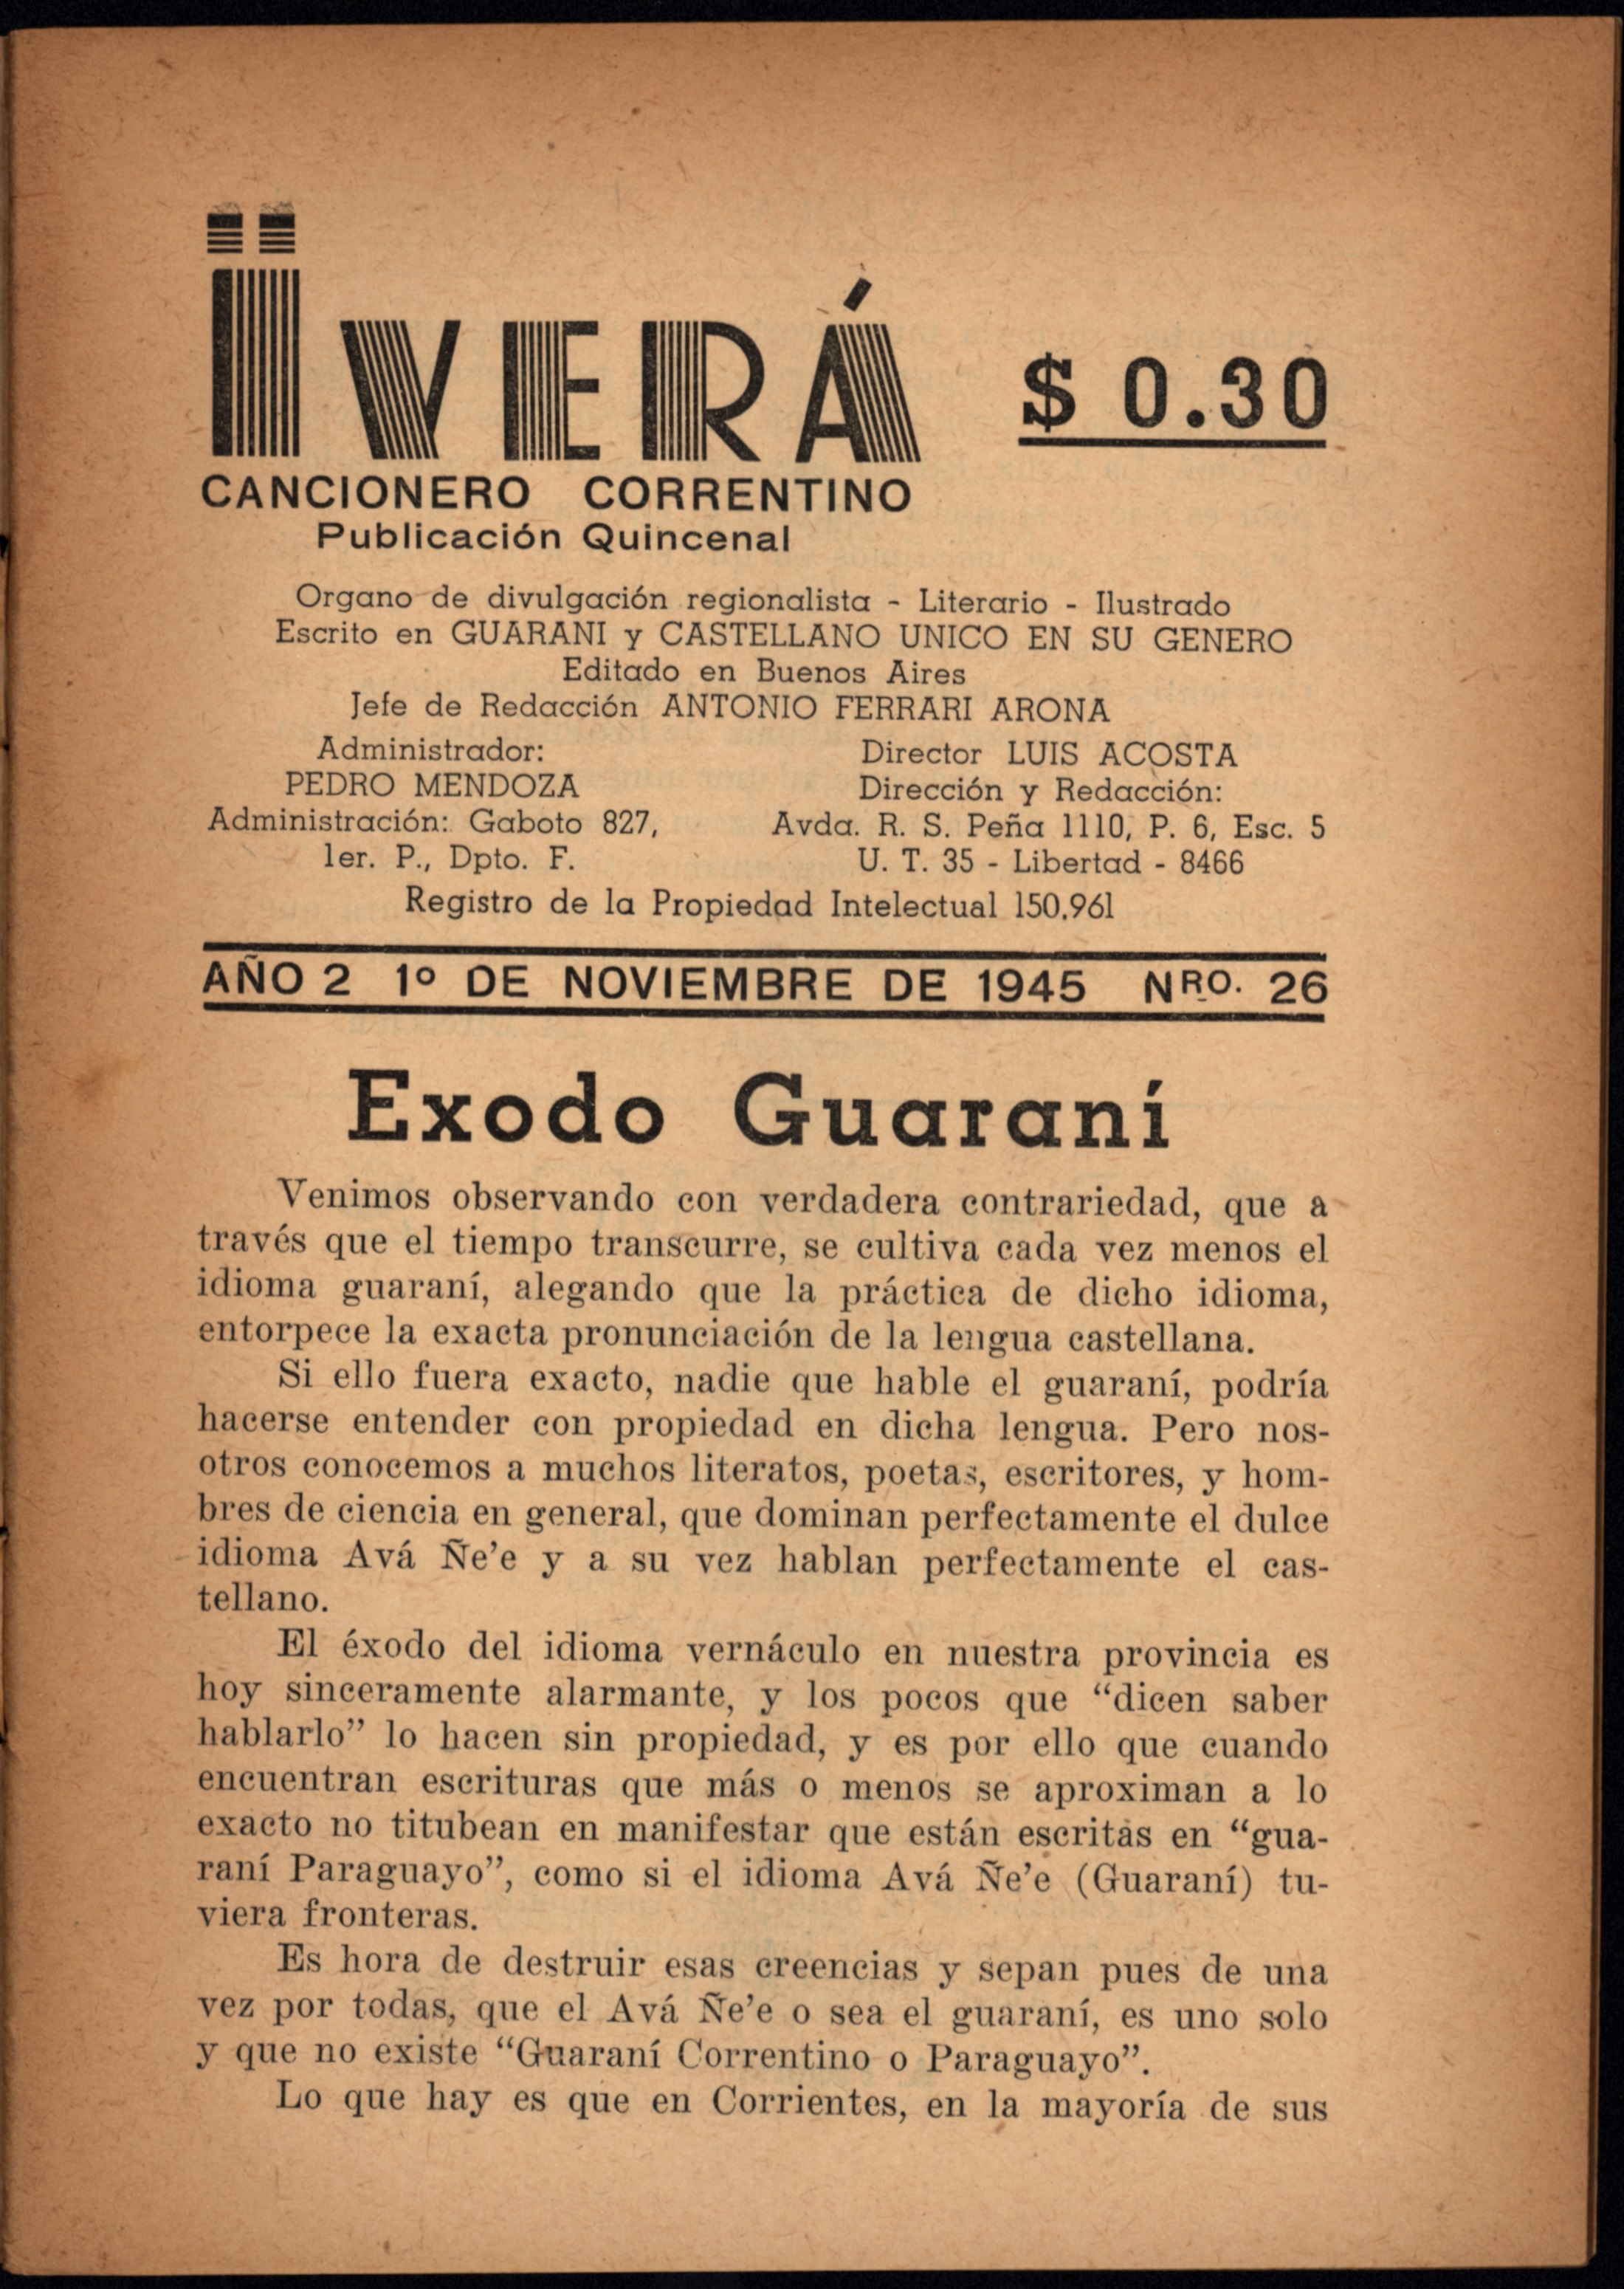 ÏVERÁ
$ 0.30
CANCIONERO CORRENTINO
Publicación Quincenal
Organo de divulgación regionalista - Literario - Ilustrado
Escrito en GUARANI y CASTELLANO UNICO EN SU GENERO
Editado en Buenos Aires
Jefe de Redacción ANTONIO FERRARI ARONA
Administrador:
PEDRO MENDOZA
Administración: Gaboto 827,
1er. P., Dpto. F.
Director LUIS ACOSTA
Dirección y Redacción:
Avda. R. S. Peña 1110, P. 6, Esc. 5
U. T. 35 - Libertad - 8466
Registro de la Propiedad Intelectual 150.961
AÑO 2 1º DE NOVIEMBRE DE 1945 NRO. 26
Exodo Guaraní
Venimos observando con verdadera contrariedad, que a
través que el tiempo transcurre, se cultiva cada vez menos el
idioma guaraní, alegando que la práctica de dicho idioma,
entorpece la exacta pronunciación de la lengua castellana.
Si ello fuera exacto, nadie que hable el guaraní, podría
hacerse entender con propiedad en dicha lengua. Pero nos-
otros conocemos a muchos literatos, poetas, escritores, y hom-
bres de ciencia en general, que dominan perfectamente el dulce
idioma Avá Ñe'e y a su vez hablan perfectamente el cas-
tellano.
El éxodo del idioma vernáculo en nuestra provincia es
hoy sinceramente alarmante, y los pocos que "dicen saber
hablarlo" lo hacen sin propiedad, y es por ello que cuando
encuentran escrituras que más o menos se aproximan a lo
exacto no titubean en manifestar que están escritas en "gua-
raní Paraguayo", como si el idioma Avá Ñe'e (Guaraní) tu-
viera fronteras.
Es hora de destruir esas creencias y sepan pues de una
vez por todas, que el Avá Ñe'e o sea el guaraní, es uno solo
y que no existe "Guaraní Correntino o Paraguayo".
Lo que hay es que en Corrientes, en la mayoría de sus